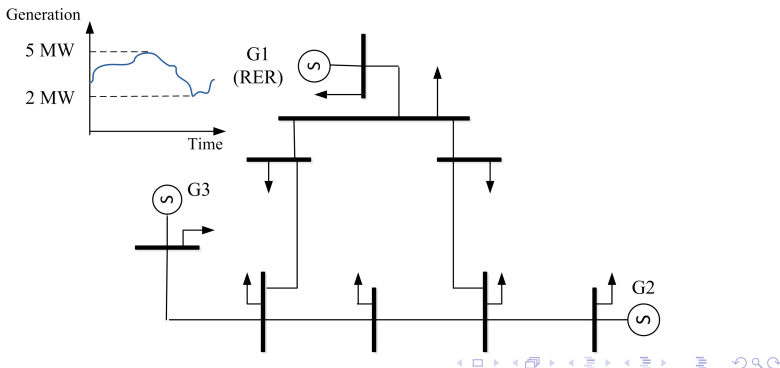 Generation
5 MW
2 MW
Time
G1
(RER)
G3
G2